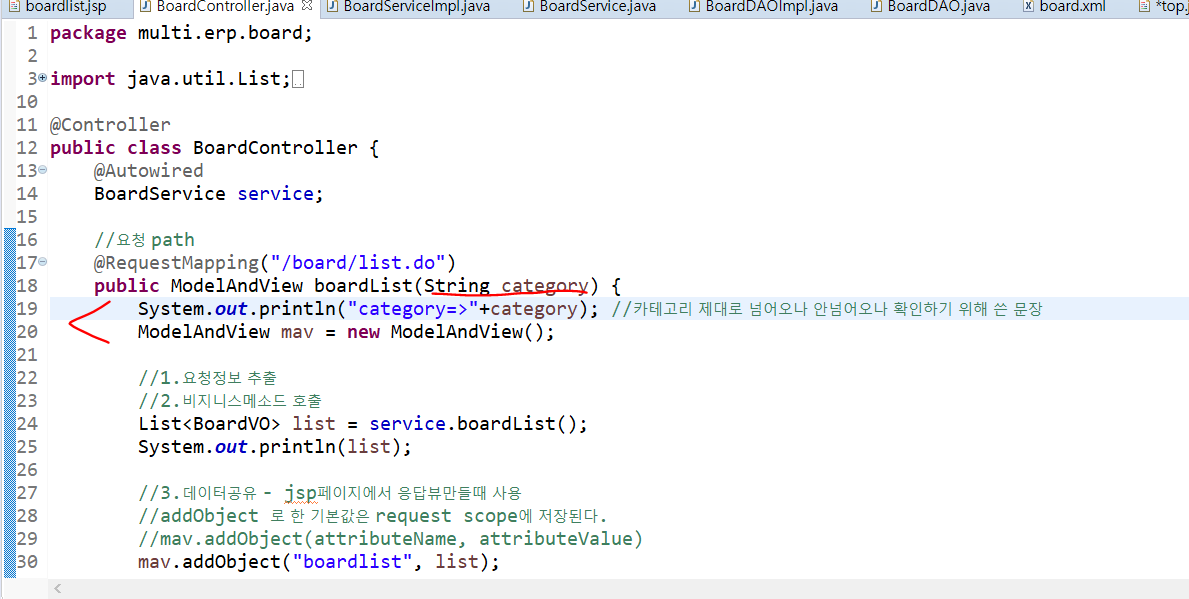 boardlist.jsp BoardController.java BoardServiceImpl.java BoardService.java BoardDAOImpl.java BoardDAO.java board.xml *top.j
1 package multi.erp.board;
2
3 import java.util.List;
10
11 @Controller
12 public class BoardController {
13 @Autowired
14 BoardService service;
15
16 //요청 path
17 @RequestMapping("/board/list.do")
18 public ModelAndView boardList(String category) {
19 System.out.println("category=>"+category); //카테고리 제대로 넘어오나 안넘어오나 확인하기 위해 쓴 문장
20 ModelAndView mav = new ModelAndView();
21
22 //1.요청정보 추출
23 //2.비지니스메소드 호출
24 List<BoardVO> list = service.boardList();
25 System.out.println(list);
26
27 //3.데이터공유 - jsp페이지에서 응답뷰만들때 사용
28 //addObject 로 한 기본값은 request scope에 저장된다.
29 //mav.addObject(attributeName, attributeValue)
30 mav.addObject("boardlist", list);